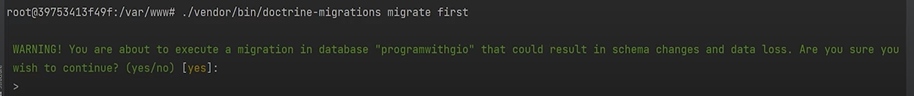 root@39753413f49f:/var/www# ./vendor/bin/doctrine-migrations migrate first
WARNING! You are about to execute a migration in database "programwithgio" that could result in schema changes and data loss. Are you sure you
wish to continue? (yes/no) [yes]:
>